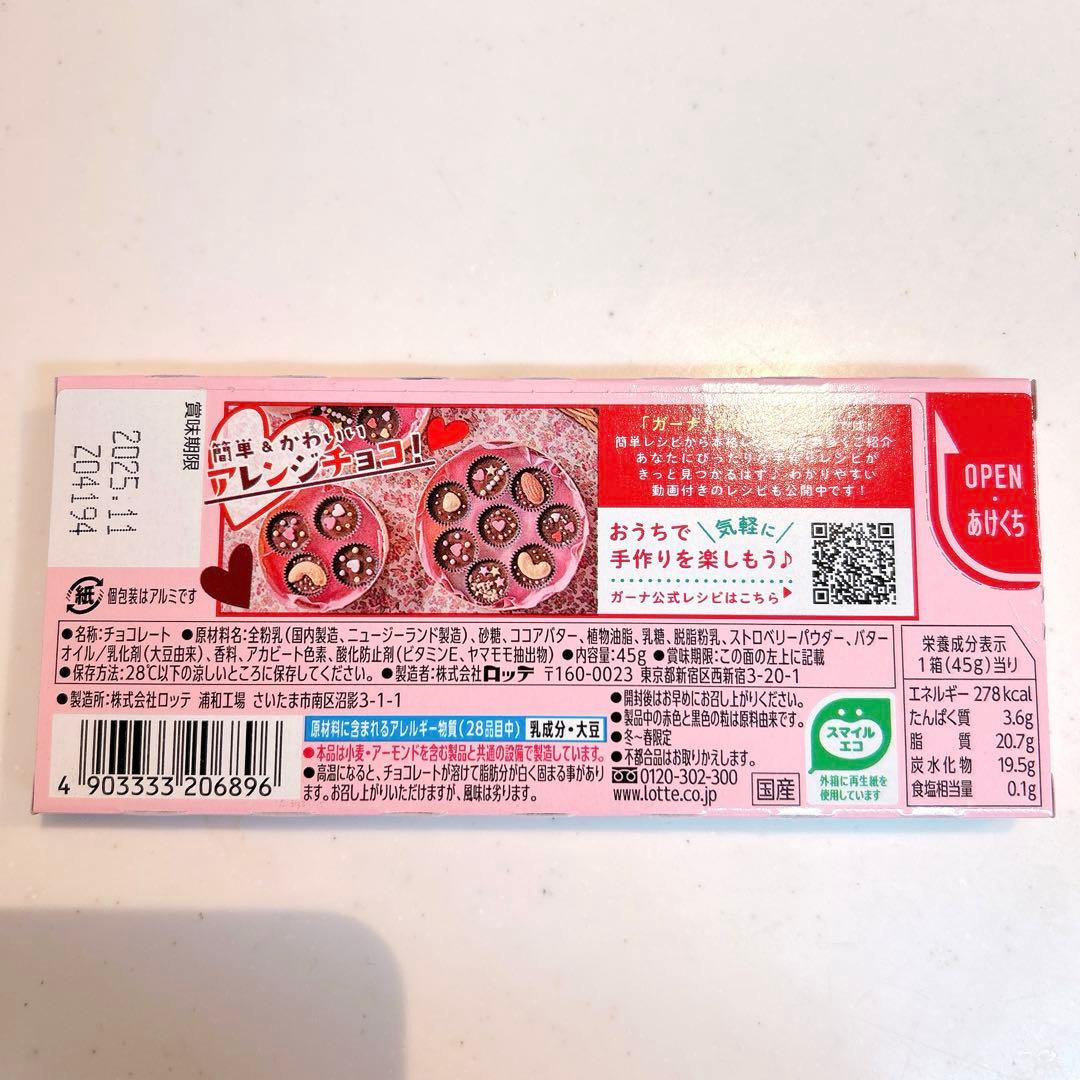 賞味期限
2025.11
204194
簡単&かわいい
アレンジチョコ!
「ガーナ」
では!
簡単レシピから本格レシピまで数多くご紹介
あなたにぴったりな手作りレシピが
きっと見つかるはず♪わかりやすい
動画付きのレシピも公開中です!
おうちで
気軽に
手作りを楽しもう♪
ガーナ公式レシピはこちら
OPEN
・
あけくち
紙 個包装はアルミです
●名称:チョコレート ●原材料名:全粉乳(国内製造、ニュージーランド製造)、砂糖、ココアバター、植物油脂、乳糖、脱脂粉乳、ストロベリーパウダー、バター
オイル/乳化剤(大豆由来)、香料、アカビート色素、酸化防止剤(ビタミンE、ヤマモモ抽出物) ●内容量:45g ●賞味期限:この面の左上に記載
●保存方法:28℃以下の涼しいところに保存してください。 ●製造者:株式会社ロッテ 〒160-0023 東京都新宿区西新宿3-20-1
●製造所:株式会社ロッテ 浦和工場 さいたま市南区沼影3-1-1
4 903333 206896
原材料に含まれるアレルギー物質(28品目中) 乳成分・大豆
●本品は小麦・アーモンドを含む製品と共通の設備で製造しています。
●高温になると、チョコレートが溶けて脂肪分が白く固まる事があり
ます。お召し上がりいただけますが、風味は劣ります。
●開封後はお早めにお召し上がりください。
●製品中の赤色と黒色の粒は原料由来です。
●冬~春限定
●不都合品はお取りかえします。
0120-302-300
www.lotte.co.jp
国産
スマイル
エコ
外箱に再生紙を
使用しています
栄養成分表示
1箱(45g)当り
エネルギー 278kcal
たんぱく質 3.6g
脂質 20.7g
炭水化物 19.5g
食塩相当量 0.1g